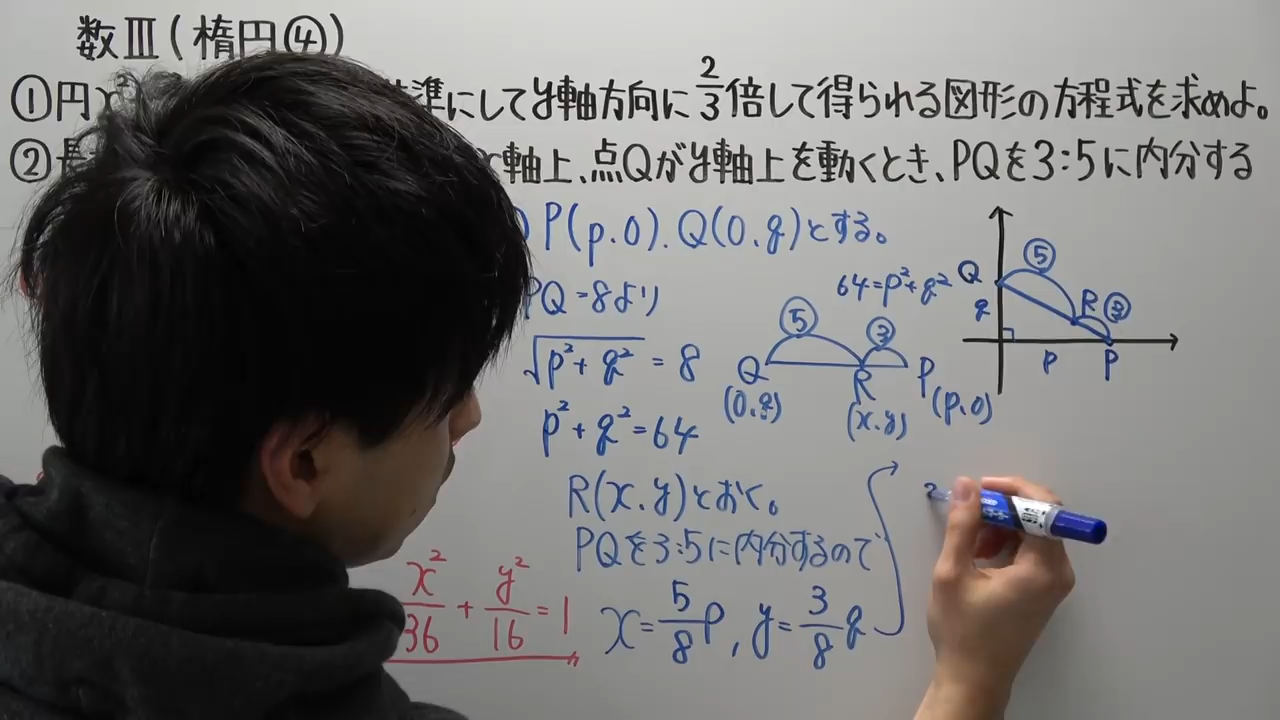 数Ⅲ(楕円④)
①円x² 準にしてy軸方向に2/3倍して得られる図形の方程式を求めよ。
②長 軸上、点Qがy軸上を動くとき、PQを3:5に内分する
P(p,0).Q(0,q)とする。
PQ=8より
√p²+q² = 8
p²+q²=64
R(x,y)とおく。
PQを3:5に内分するので
x=5/8p, y=3/8q
x²/36 + y²/16 = 1
64=p²+q²
⑤ ③
Q R P
(0,q) (x,y) (p,0)
⑤
Q
q
R ③
p P